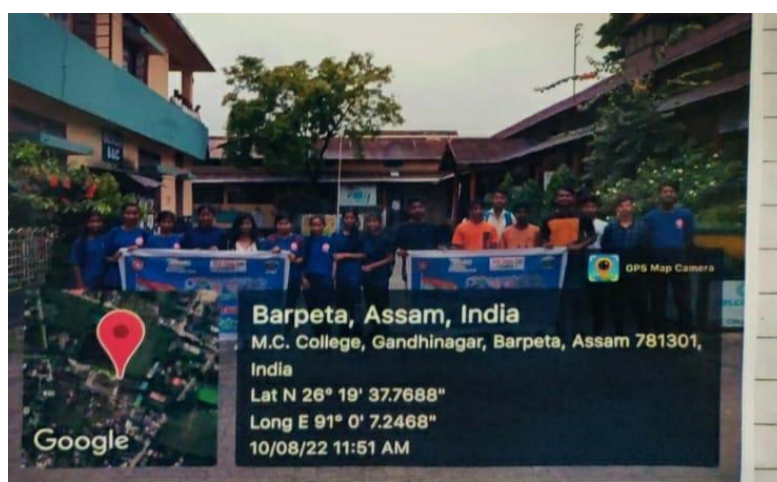 GPS Map Camera
Barpeta, Assam, India
M.C. College, Gandhinagar, Barpeta, Assam 781301,
India
Lat N 26° 19' 37.7688"
Long E 91° 0' 7.2468"
10/08/22 11:51 AM
Google